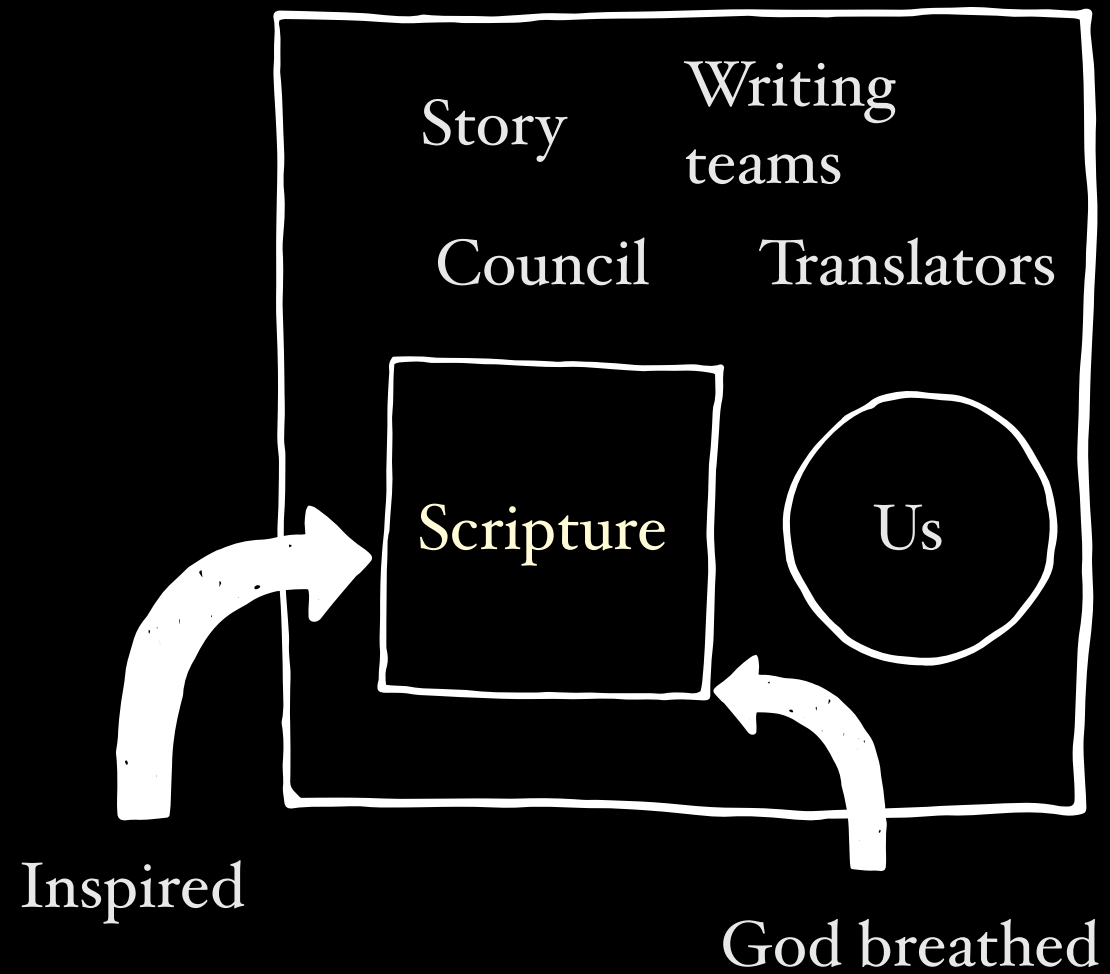 Story
Writing
teams
Council
Translators
Scripture
Us
Inspired
God breathed